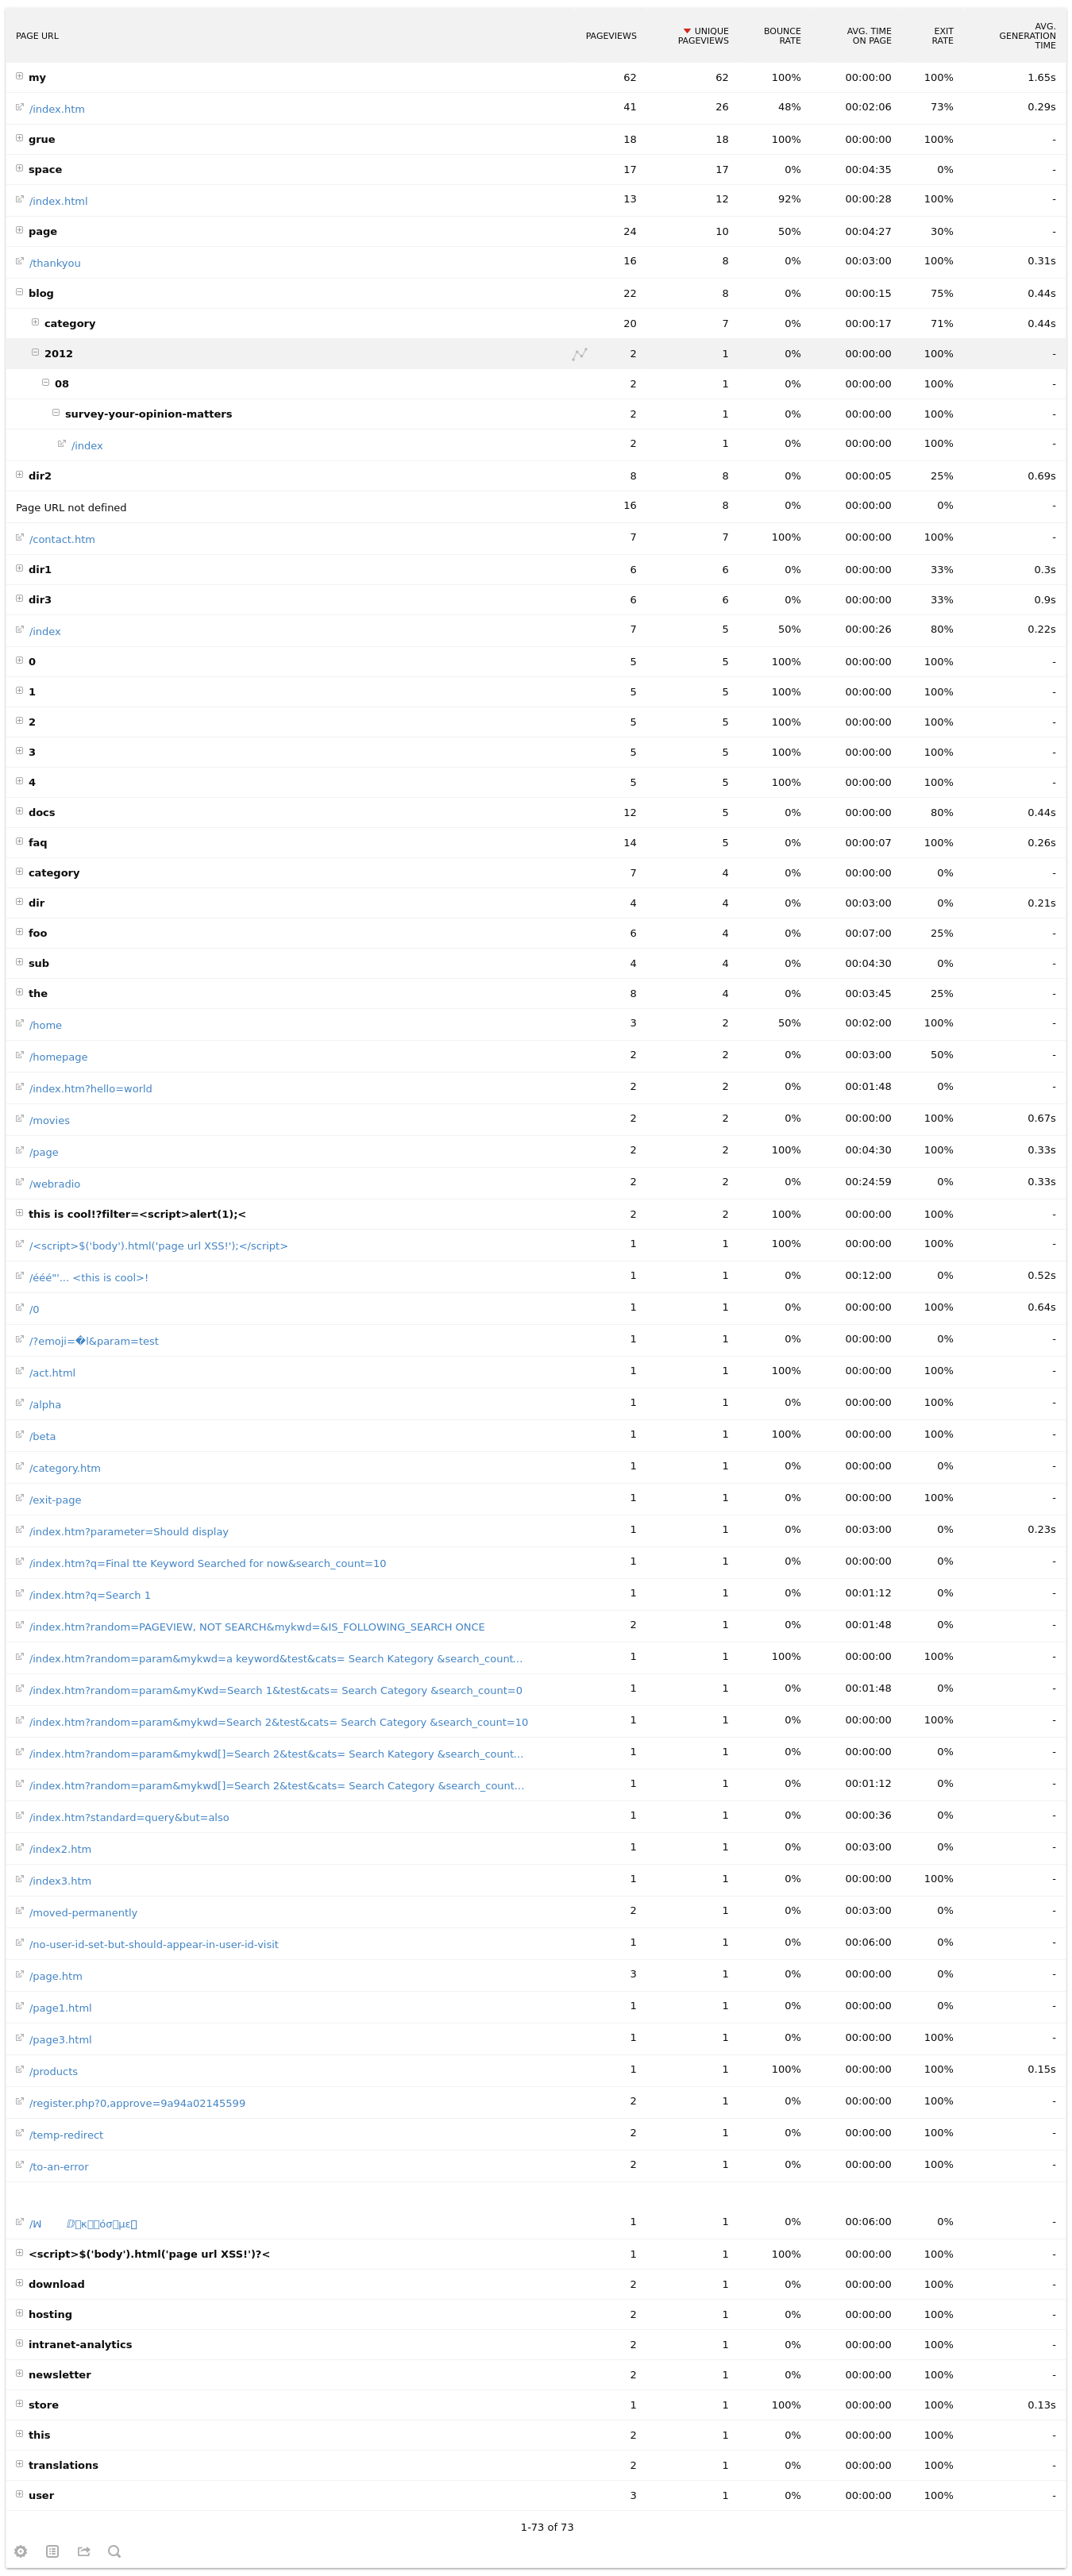 PAGE URL PAGEVIEWS UNIQUE PAGEVIEWS BOUNCE RATE AVG. TIME ON PAGE EXIT RATE AVG. GENERATION TIME
my 62 62 100% 00:00:00 100% 1.65s
/index.htm 41 26 48% 00:02:06 73% 0.29s
grue 18 18 100% 00:00:00 100% -
space 17 17 0% 00:04:35 0% -
/index.html 13 12 92% 00:00:28 100% -
page 24 10 50% 00:04:27 30% -
/thankyou 16 8 0% 00:03:00 100% 0.31s
blog 22 8 0% 00:00:15 75% 0.44s
category 20 7 0% 00:00:17 71% 0.44s
2012 2 1 0% 00:00:00 100% -
08 2 1 0% 00:00:00 100% -
survey-your-opinion-matters 2 1 0% 00:00:00 100% -
/index 2 1 0% 00:00:00 100% -
dir2 8 8 0% 00:00:05 25% 0.69s
Page URL not defined 16 8 0% 00:00:00 0% -
/contact.htm 7 7 100% 00:00:00 100% -
dir1 6 6 0% 00:00:00 33% 0.3s
dir3 6 6 0% 00:00:00 33% 0.9s
/index 7 5 50% 00:00:26 80% 0.22s
0 5 5 100% 00:00:00 100% -
1 5 5 100% 00:00:00 100% -
2 5 5 100% 00:00:00 100% -
3 5 5 100% 00:00:00 100% -
4 5 5 100% 00:00:00 100% -
docs 12 5 0% 00:00:00 80% 0.44s
faq 14 5 0% 00:00:07 100% 0.26s
category 7 4 0% 00:00:00 0% -
dir 4 4 0% 00:03:00 0% 0.21s
foo 6 4 0% 00:07:00 25% -
sub 4 4 0% 00:04:30 0% -
the 8 4 0% 00:03:45 25% -
/home 3 2 50% 00:02:00 100% -
/homepage 2 2 0% 00:03:00 50% -
/index.htm?hello=world 2 2 0% 00:01:48 0% -
/movies 2 2 0% 00:00:00 100% 0.67s
/page 2 2 100% 00:04:30 100% 0.33s
/webradio 2 2 0% 00:24:59 0% 0.33s
this is cool!?filter=<script>alert(1);< 2 2 100% 00:00:00 100% -
/<script>$('body').html('page url XSS!');</script> 1 1 100% 00:00:00 100% -
/ééé"'... <this is cool>! 1 1 0% 00:12:00 0% 0.52s
/0 1 1 0% 00:00:00 100% 0.64s
/?emoji=�l&param=test 1 1 0% 00:00:00 0% -
/act.html 1 1 100% 00:00:00 100% -
/alpha 1 1 0% 00:00:00 100% -
/beta 1 1 100% 00:00:00 100% -
/category.htm 1 1 0% 00:00:00 0% -
/exit-page 1 1 0% 00:00:00 100% -
/index.htm?parameter=Should display 1 1 0% 00:03:00 0% 0.23s
/index.htm?q=Final tte Keyword Searched for now&search_count=10 1 1 0% 00:00:00 0% -
/index.htm?q=Search 1 1 1 0% 00:01:12 0% -
/index.htm?random=PAGEVIEW, NOT SEARCH&mykwd=&IS_FOLLOWING_SEARCH ONCE 2 1 0% 00:01:48 0% -
/index.htm?random=param&mykwd=a keyword&test&cats= Search Kategory &search_count... 1 1 100% 00:00:00 100% -
/index.htm?random=param&myKwd=Search 1&test&cats= Search Category &search_count=0 1 1 0% 00:01:48 0% -
/index.htm?random=param&mykwd=Search 2&test&cats= Search Category &search_count=10 1 1 0% 00:00:00 100% -
/index.htm?random=param&mykwd[]=Search 2&test&cats= Search Kategory &search_count... 1 1 0% 00:00:00 0% -
/index.htm?random=param&mykwd[]=Search 2&test&cats= Search Category &search_count... 1 1 0% 00:01:12 0% -
/index.htm?standard=query&but=also 1 1 0% 00:00:36 0% -
/index2.htm 1 1 0% 00:03:00 0% -
/index3.htm 1 1 0% 00:00:00 100% -
/moved-permanently 2 1 0% 00:03:00 0% -
/no-user-id-set-but-should-appear-in-user-id-visit 1 1 0% 00:06:00 0% -
/page.htm 3 1 0% 00:00:00 0% -
/page1.html 1 1 0% 00:00:00 0% -
/page3.html 1 1 0% 00:00:00 100% -
/products 1 1 100% 00:00:00 100% 0.15s
/register.php?0,approve=9a94a02145599 2 1 0% 00:00:00 100% -
/temp-redirect 2 1 0% 00:00:00 100% -
/to-an-error 2 1 0% 00:00:00 100% -
1 1 0% 00:06:00 0% -
<script>$('body').html('page url XSS!')?< 1 1 100% 00:00:00 100% -
download 2 1 0% 00:00:00 100% -
hosting 2 1 0% 00:00:00 100% -
intranet-analytics 2 1 0% 00:00:00 100% -
newsletter 2 1 0% 00:00:00 100% -
store 1 1 100% 00:00:00 100% 0.13s
this 2 1 0% 00:00:00 100% -
translations 2 1 0% 00:00:00 100% -
user 3 1 0% 00:00:00 100% -
1-73 of 73